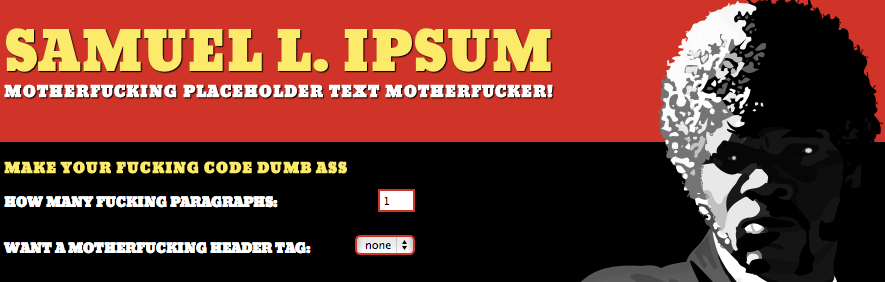 SAMUEL L. IPSUM
MOTHERFUCKING PLACEHOLDER TEXT MOTHERFUCKER!
MAKE YOUR FUCKING CODE DUMB ASS
HOW MANY FUCKING PARAGRAPHS: 1
WANT A MOTHERFUCKING HEADER TAG: none